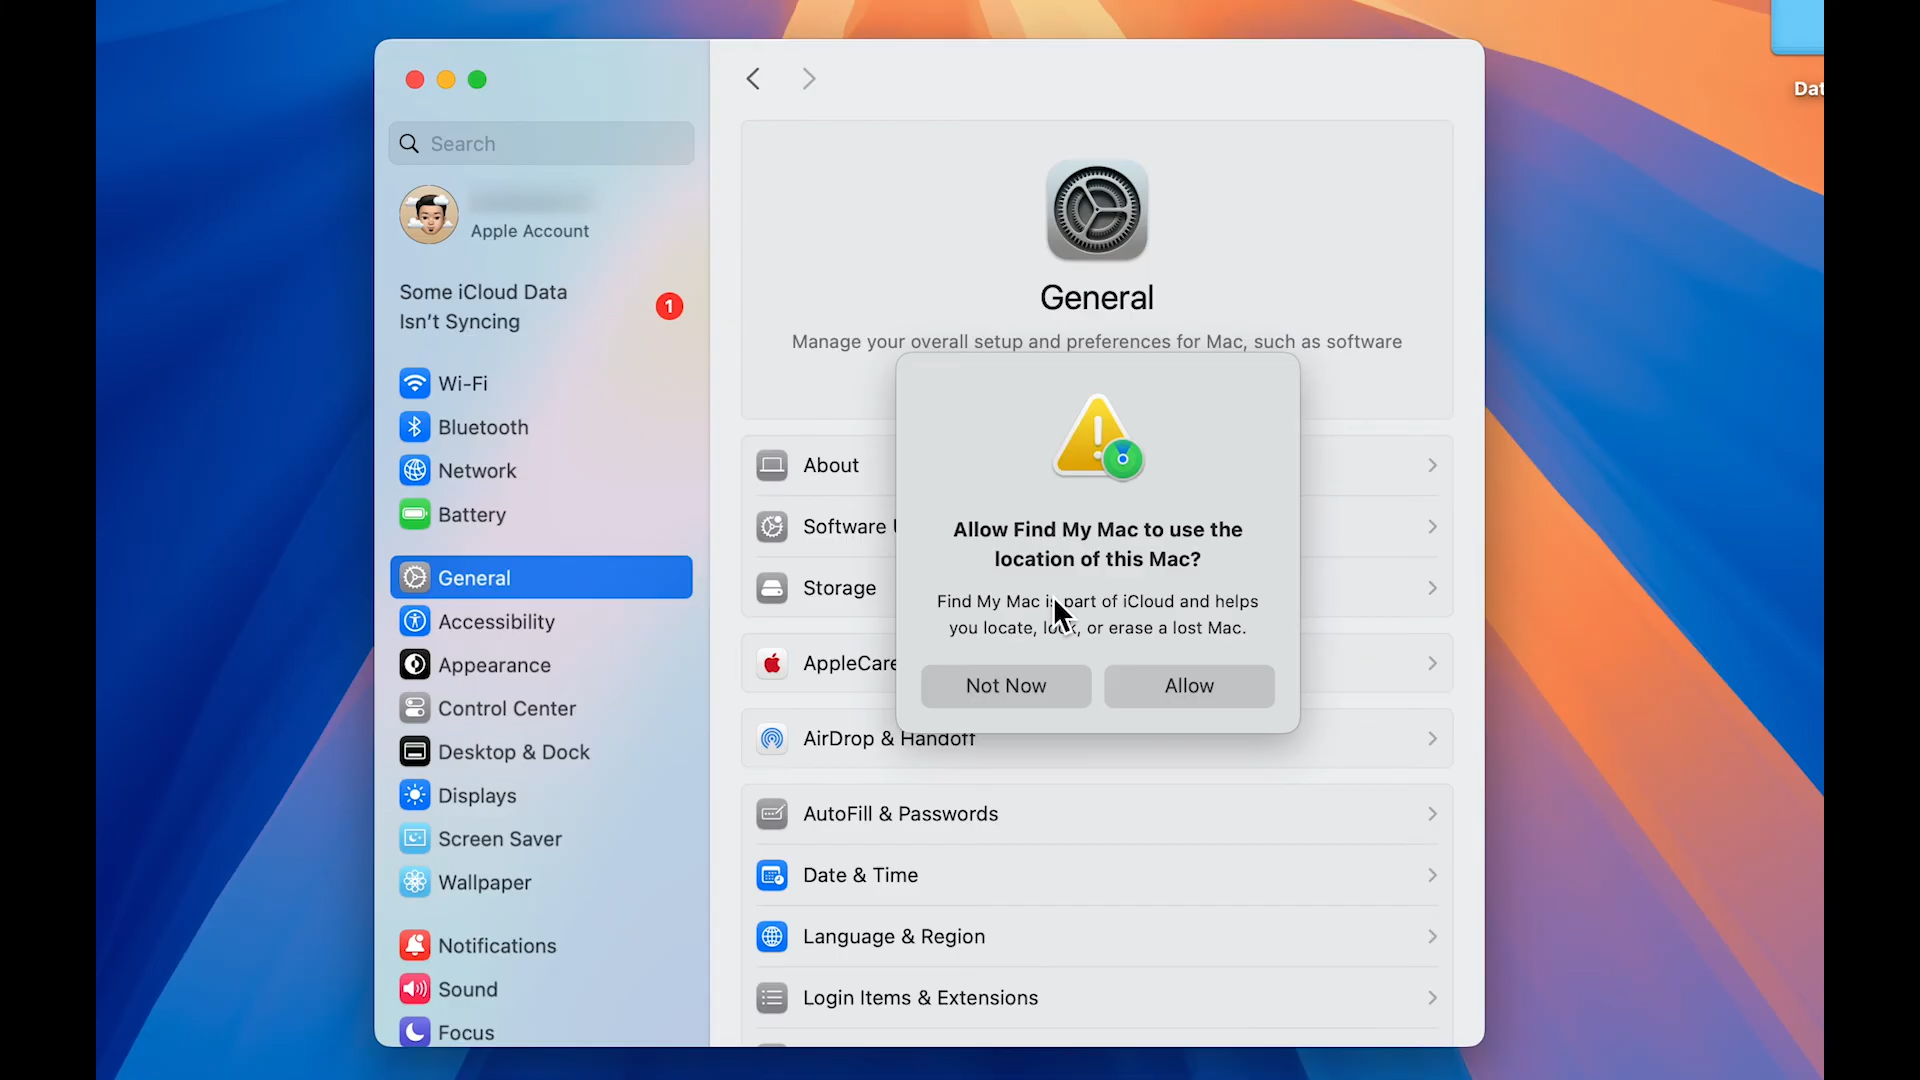 Search
Apple Account
Some iCloud Data
Isn't Syncing
1
Wi-Fi
Bluetooth
Network
Battery
General
Accessibility
Appearance
Control Center
Desktop & Dock
Displays
Screen Saver
Wallpaper
Notifications
Sound
Focus
General
Manage your overall setup and preferences for Mac, such as software
About
Software
Storage
AppleCare
AirDrop & Handoff
AutoFill & Passwords
Date & Time
Language & Region
Login Items & Extensions
Allow Find My Mac to use the
location of this Mac?
Find My Mac is part of iCloud and helps
you locate, lock, or erase a lost Mac.
Not Now
Allow
Dat